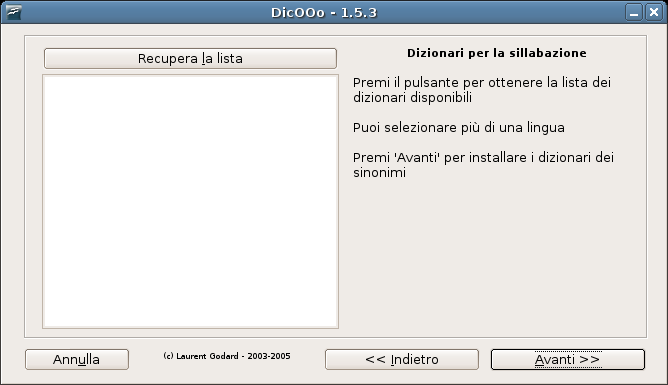 DicOOo - 1.5.3
Recupera la lista
Dizionari per la sillabazione
Premi il pulsante per ottenere la lista dei
dizionari disponibili
Puoi selezionare più di una lingua
Premi 'Avanti' per installare i dizionari dei
sinonimi
Annulla
(c) Laurent Godard - 2003-2005
<< Indietro
Avanti >>